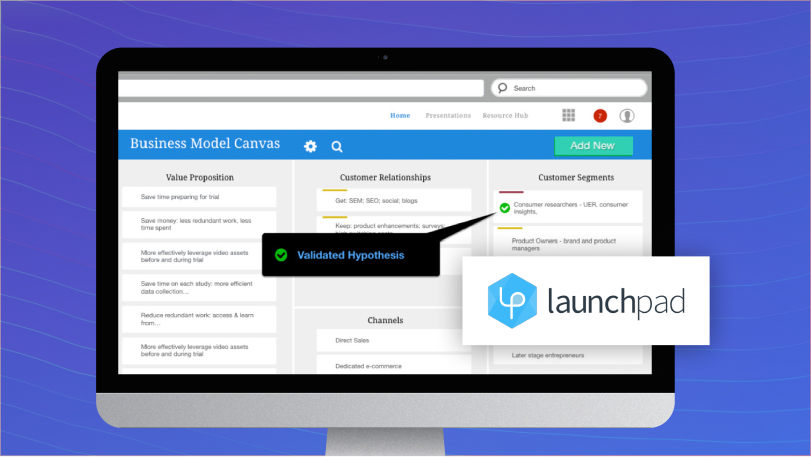 Search
Home
Presentations
Resource Hub
7
Business Model Canvas
Add New
Value Proposition
Save time preparing for trial
Save money: less redundant work, less
time spent
More effectively leverage video assets
before and during trial
Save time on each study: more efficient
data collection....
Reduce redundant work: access & learn
from...
More effectively leverage video assets
before and during trial
Customer Relationships
Get: SEM; SEO; social; blogs
Keep: product enhancements; surveys
Validated Hypothesis
Channels
Direct Sales
Dedicated e-commerce
Customer Segments
Consumer researchers - UER, consumer
insights,
Product Owners - brand and product
managers
launchpad
Later stage entrepreneurs